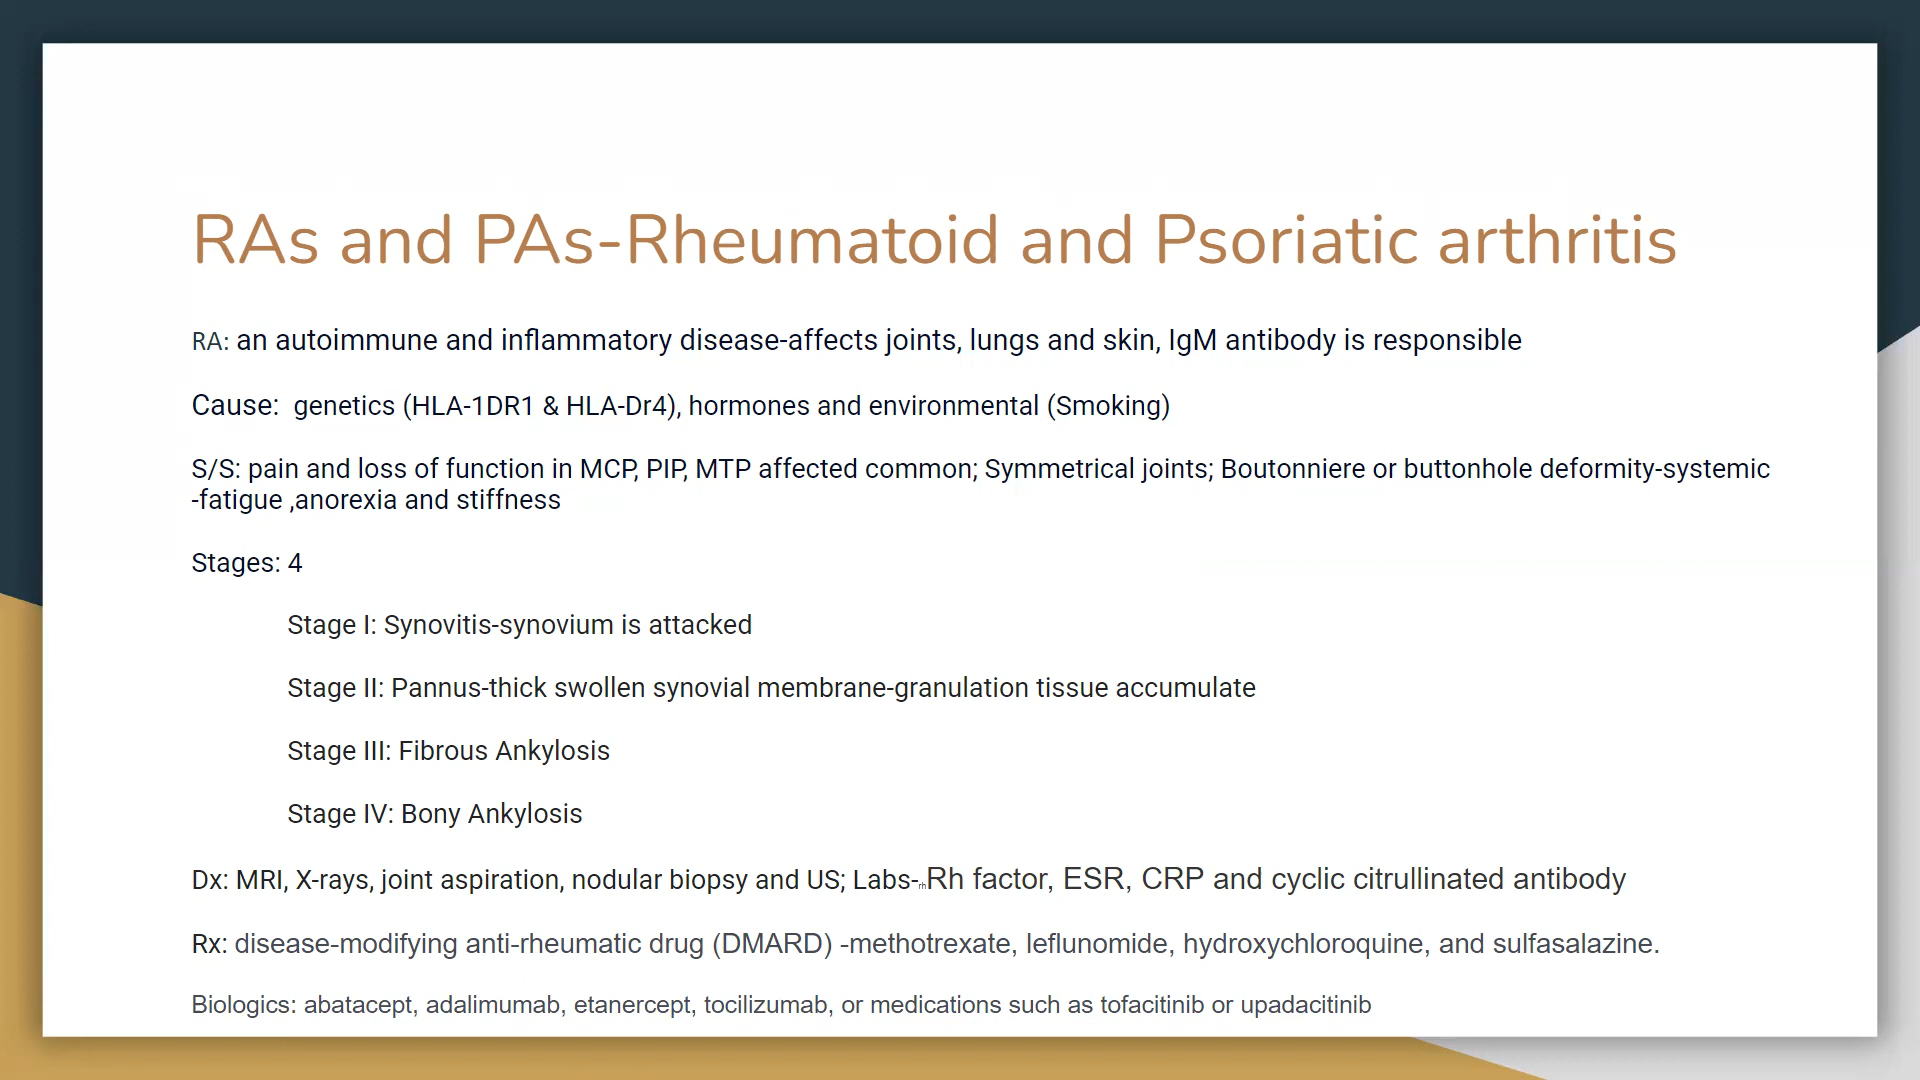 RAs and PAs-Rheumatoid and Psoriatic arthritis
RA: an autoimmune and inflammatory disease-affects joints, lungs and skin, IgM antibody is responsible
Cause: genetics (HLA-1DR1 & HLA-Dr4), hormones and environmental (Smoking)
S/S: pain and loss of function in MCP, PIP, MTP affected common; Symmetrical joints; Boutonniere or buttonhole deformity-systemic
-fatigue ,anorexia and stiffness
Stages: 4
Stage I: Synovitis-synovium is attacked
Stage II: Pannus-thick swollen synovial membrane-granulation tissue accumulate
Stage III: Fibrous Ankylosis
Stage IV: Bony Ankylosis
Dx: MRI, X-rays, joint aspiration, nodular biopsy and US; Labs-Rh factor, ESR, CRP and cyclic citrullinated antibody
Rx: disease-modifying anti-rheumatic drug (DMARD) -methotrexate, leflunomide, hydroxychloroquine, and sulfasalazine.
Biologics: abatacept, adalimumab, etanercept, tocilizumab, or medications such as tofacitinib or upadacitinib